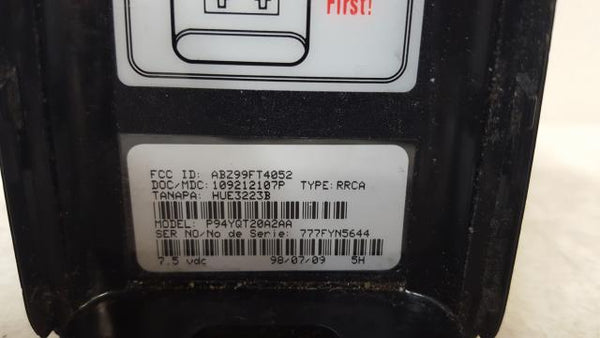 First!
FCC ID: ABZ99FT4052
DOC/MDC: 109212107P TYPE: RRCA
TANAPA: HUE3223B
MODEL: P94YQT20A2AA
SER NO/No de Serie: 777FYN5644
7.5 vdc 98/07/09 5H